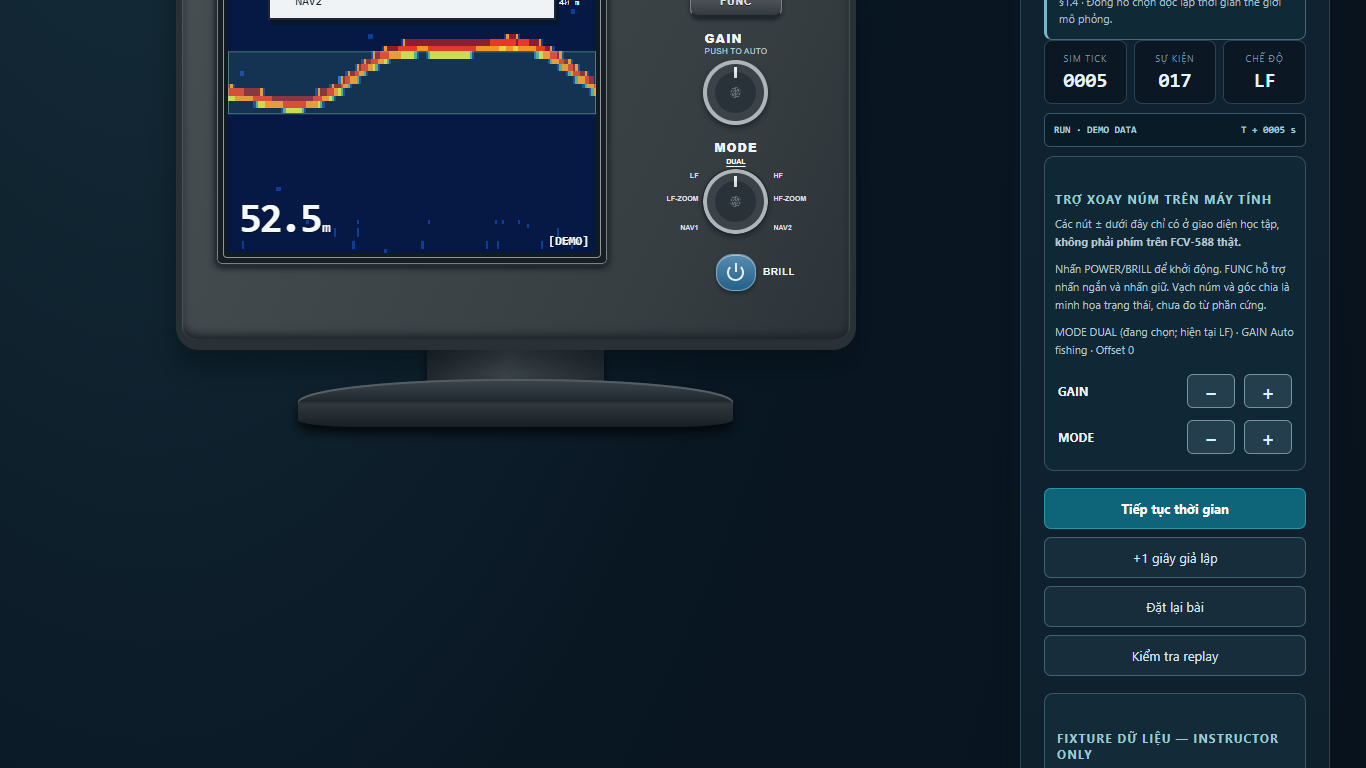 NAV2
FUNC
GAIN
PUSH TO AUTO
MODE
DUAL
LF
HF
LF-ZOOM
HF-ZOOM
NAV1
NAV2
BRILL
52.5m
[DEMO]
§1.4 · Đồng hồ chọn độc lập thời gian thế giới
mô phỏng.
SIM TICK
0005
SỰ KIỆN
017
CHẾ ĐỘ
LF
RUN · DEMO DATA
T + 0005 s
TRỢ XOAY NÚM TRÊN MÁY TÍNH
Các nút ± dưới đây chỉ có ở giao diện học tập,
không phải phím trên FCV-588 thật.
Nhấn POWER/BRILL để khởi động. FUNC hỗ trợ
nhấn ngắn và nhấn giữ. Vạch núm và góc chia là
minh họa trạng thái, chưa đo từ phần cứng.
MODE DUAL (đang chọn; hiện tại LF) · GAIN Auto
fishing · Offset 0
GAIN
−
+
MODE
−
+
Tiếp tục thời gian
+1 giây giả lập
Đặt lại bài
Kiểm tra replay
FIXTURE DỮ LIỆU — INSTRUCTOR
ONLY